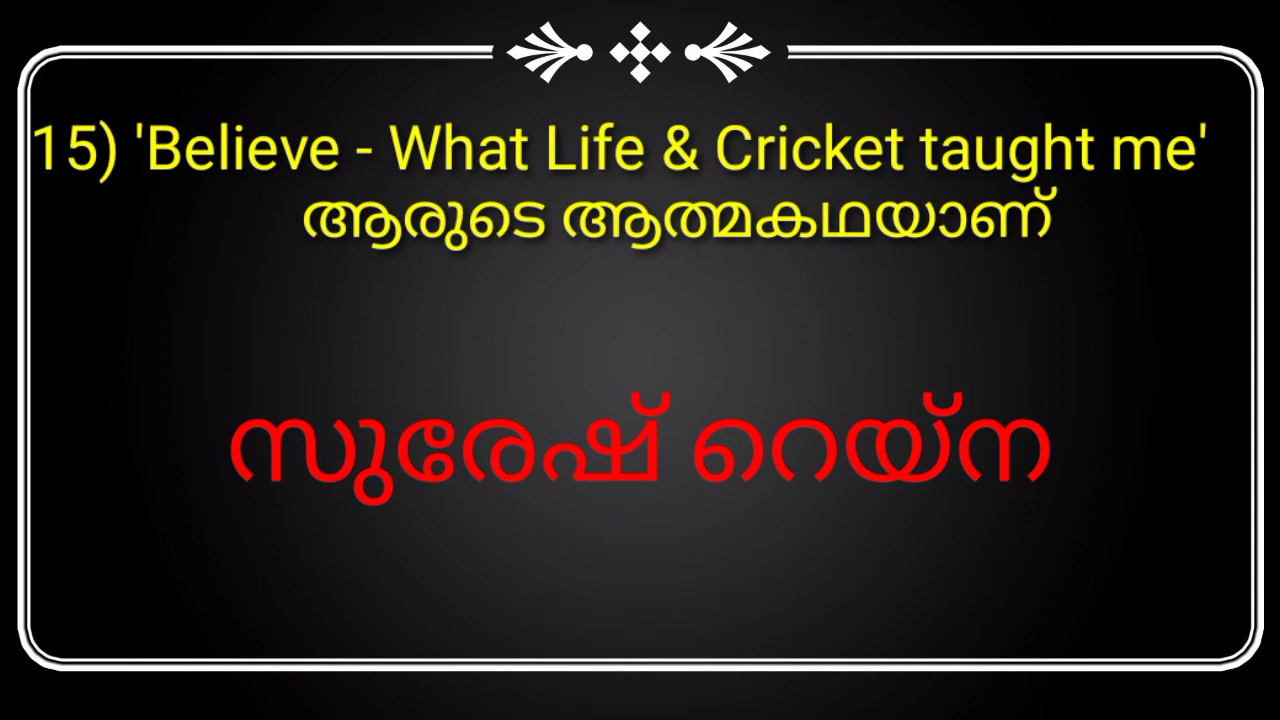 15) 'Believe - What Life & Cricket taught me'
ആരുടെ ആത്മകഥയാണ്
സുരേഷ് റെയ്ന